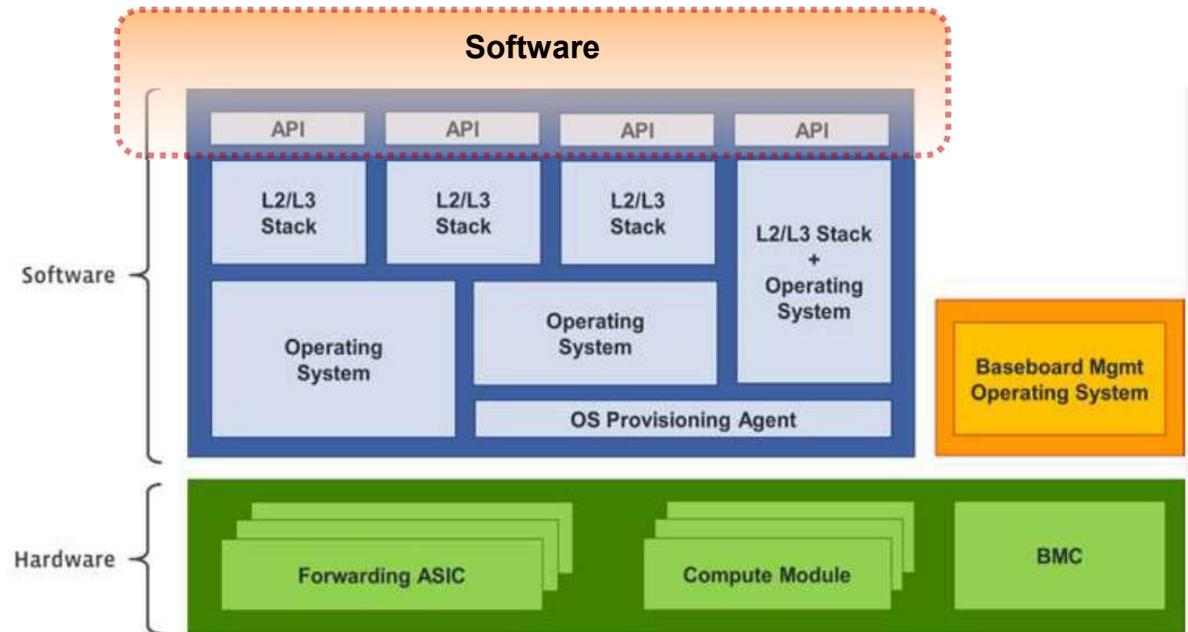 Software
API
API
API
API
L2/L3
Stack
L2/L3
Stack
L2/L3
Stack
L2/L3 Stack
+
Operating
System
Software
Operating
System
Operating
System
OS Provisioning Agent
Baseboard Mgmt
Operating System
Hardware
Forwarding ASIC
Compute Module
BMC